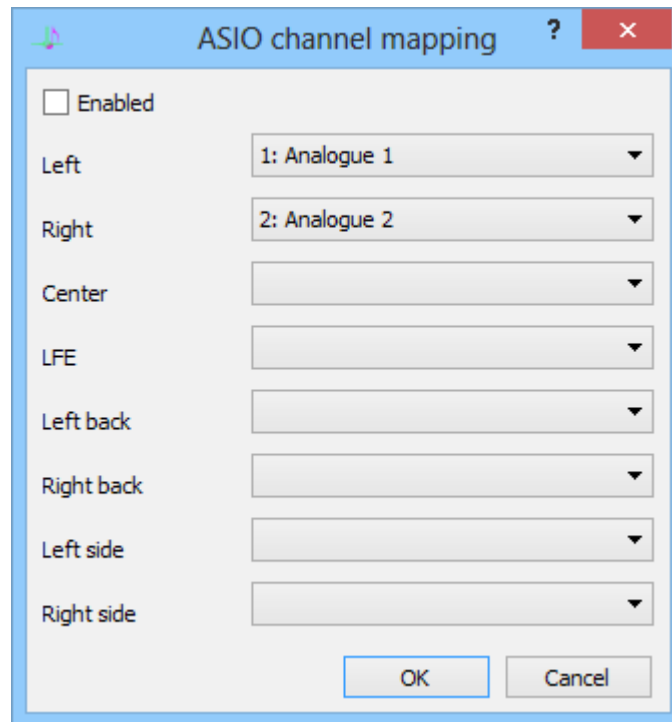 ASIO channel mapping ?
Enabled
Left 1: Analogue 1
Right 2: Analogue 2
Center
LFE
Left back
Right back
Left side
Right side
OK Cancel